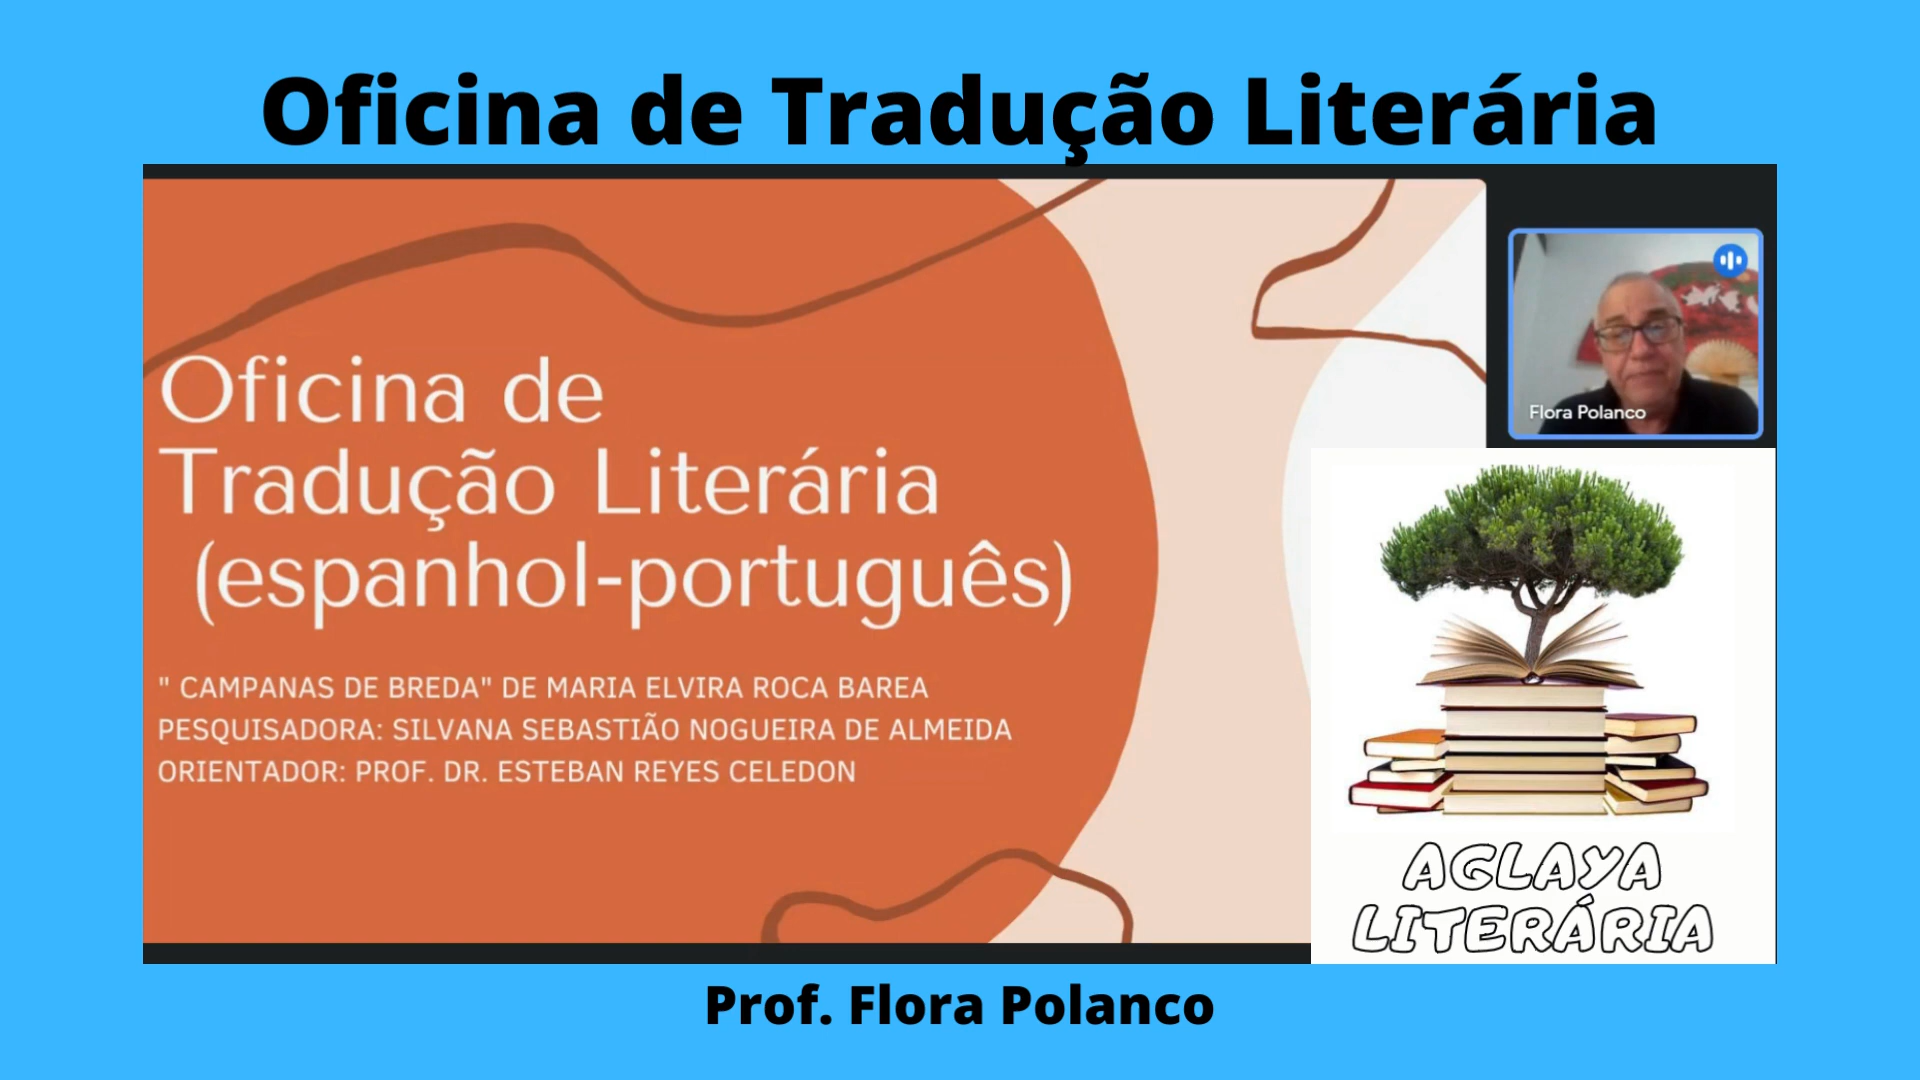 Oficina de Tradução Literária
Oficina de
Tradução Literária
(espanhol-português)
" CAMPANAS DE BREDA" DE MARIA ELVIRA ROCA BAREA
PESQUISADORA: SILVANA SEBASTIÃO NOGUEIRA DE ALMEIDA
ORIENTADOR: PROF. DR. ESTEBAN REYES CELEDON
Flora Polanco
AGLAYA
LITERÁRIA
Prof. Flora Polanco